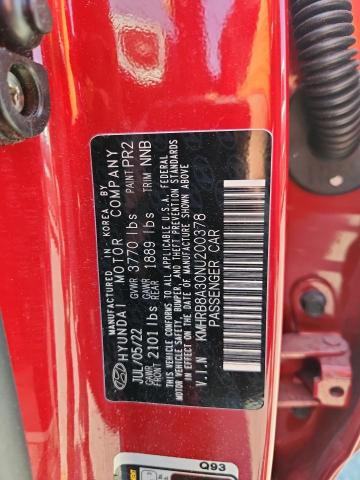 MANUFACTURED IN KOREA BY
HYUNDAI MOTOR COMPANY
JUL/05/22 GVWR 3770 lbs PAINT PR2
GAWR FRONT 2101 lbs GAWR REAR 1889 lbs TRIM NNB
THIS VEHICLE CONFORMS TO ALL APPLICABLE U.S.A. FEDERAL
MOTOR VEHICLE SAFETY, BUMPER, AND THEFT PREVENTION STANDARDS
IN EFFECT ON THE DATE OF MANUFACTURE SHOWN ABOVE.
V.I.N KMHRB8A30NU200378
PASSENGER CAR
Q93